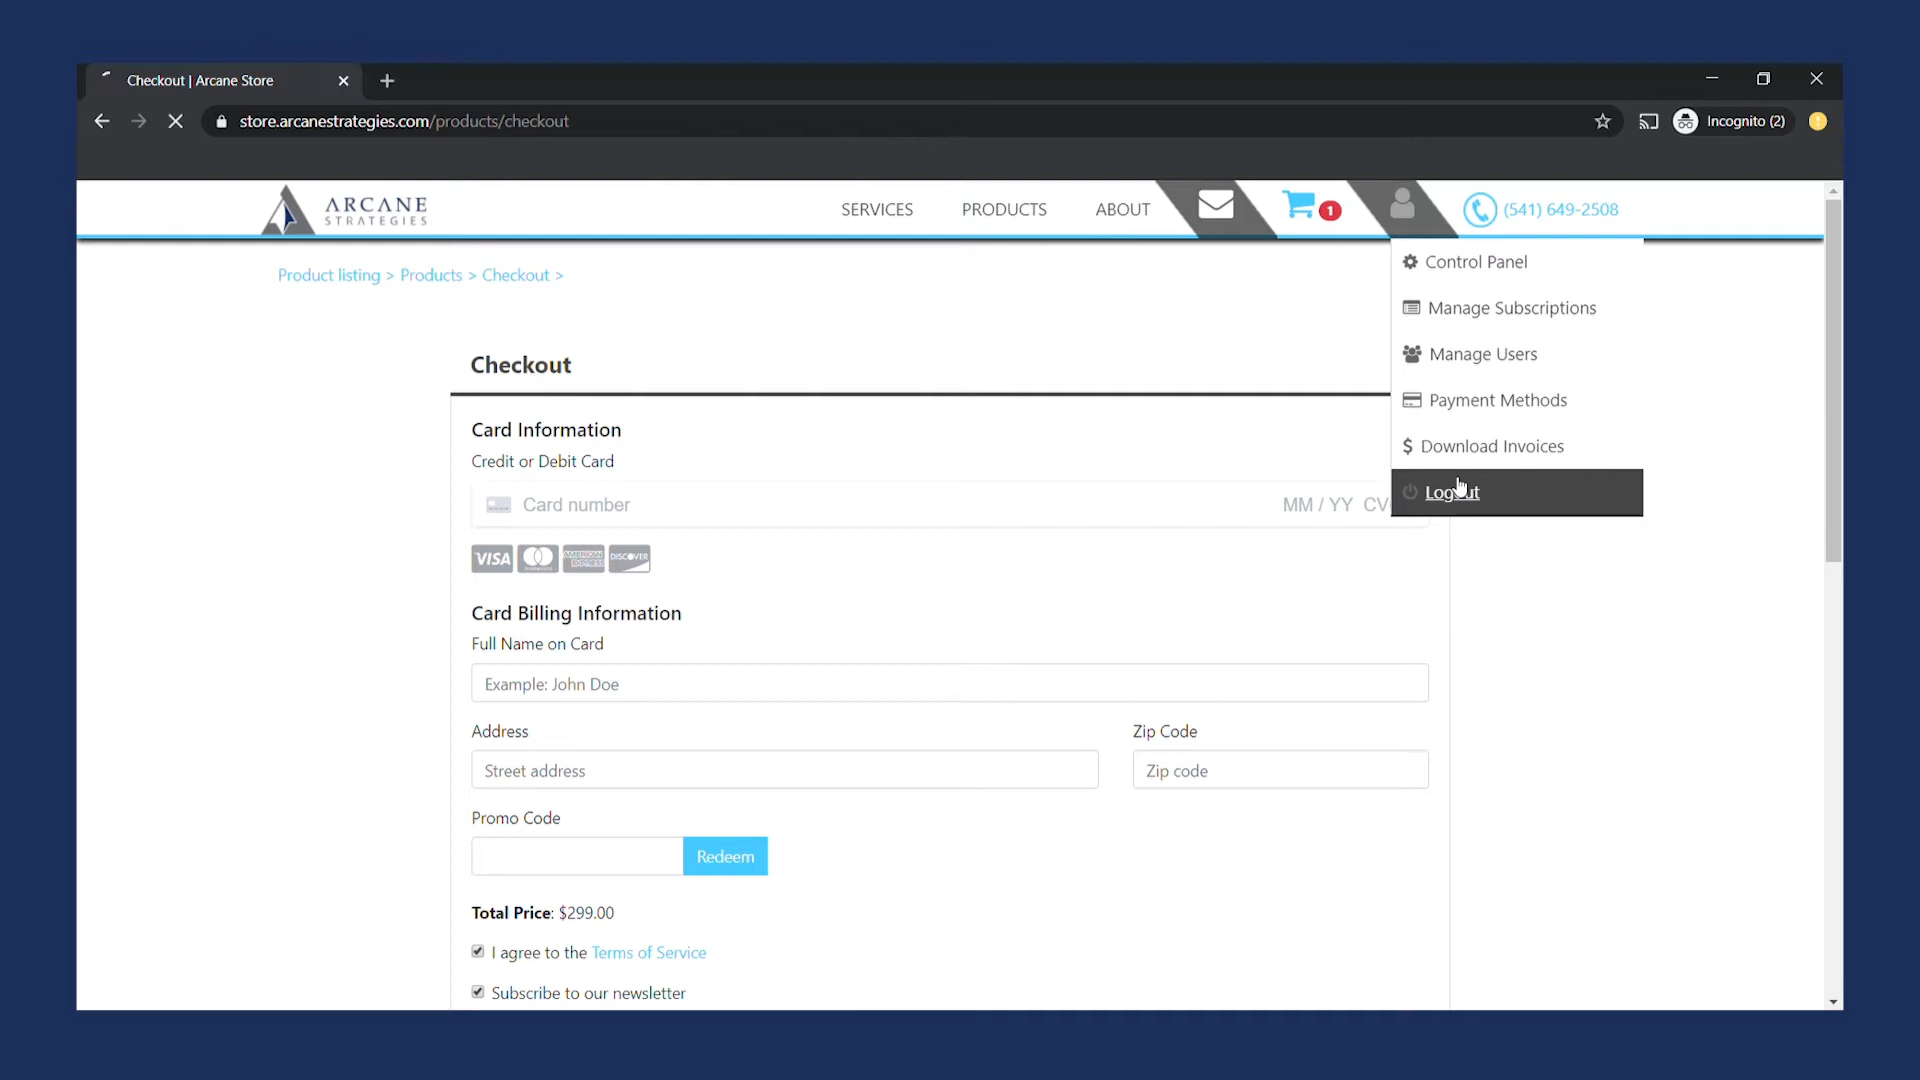 Checkout | Arcane Store
store.arcanestrategies.com/products/checkout
Incognito (2)
ARCANE
STRATEGIES
SERVICES
PRODUCTS
ABOUT
1
(541) 649-2508
Product listing > Products > Checkout >
Control Panel
Manage Subscriptions
Manage Users
Payment Methods
$ Download Invoices
Logout
Checkout
Card Information
Credit or Debit Card
Card number
MM / YY CV
VISA
AMERICAN EXPRESS
DISCOVER
Card Billing Information
Full Name on Card
Example: John Doe
Address
Zip Code
Street address
Zip code
Promo Code
Redeem
Total Price: $299.00
I agree to the Terms of Service
Subscribe to our newsletter